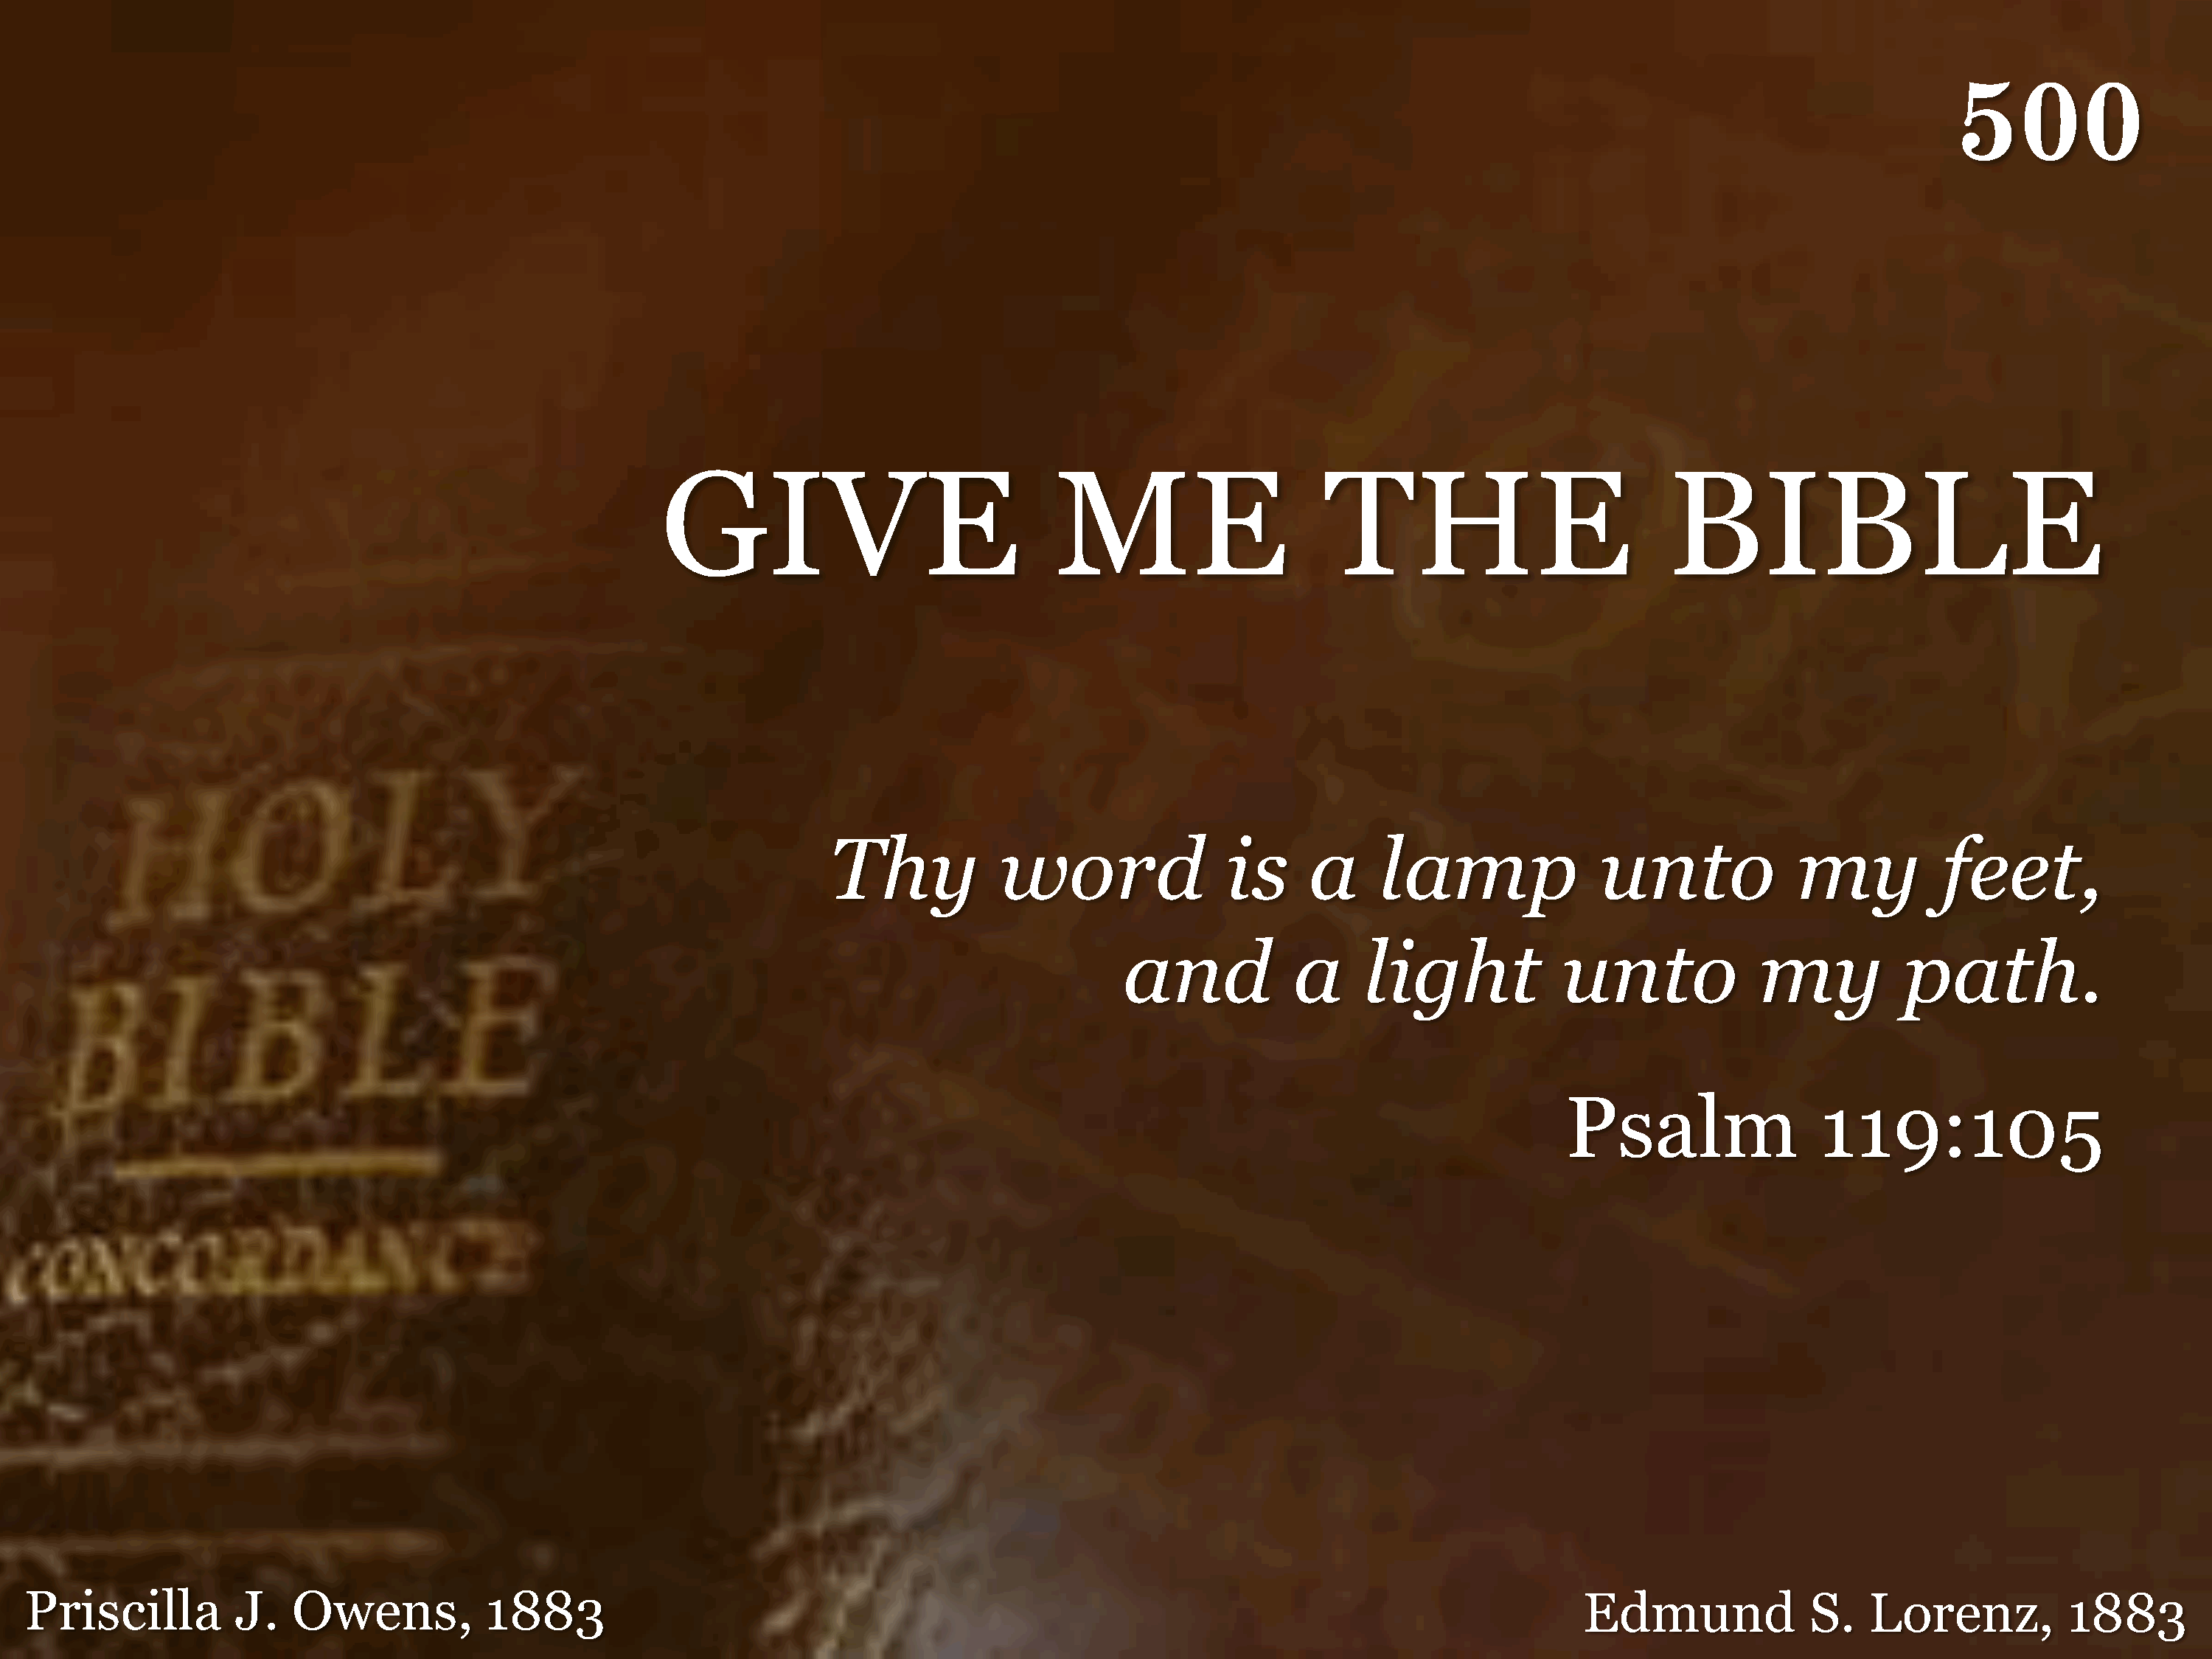 500
GIVE ME THE BIBLE
Thy word is a lamp unto my feet,
and a light unto my path.
Psalm 119:105
HOLY
BIBLE
CONCORDANCE
Priscilla J. Owens, 1883
Edmund S. Lorenz, 1883